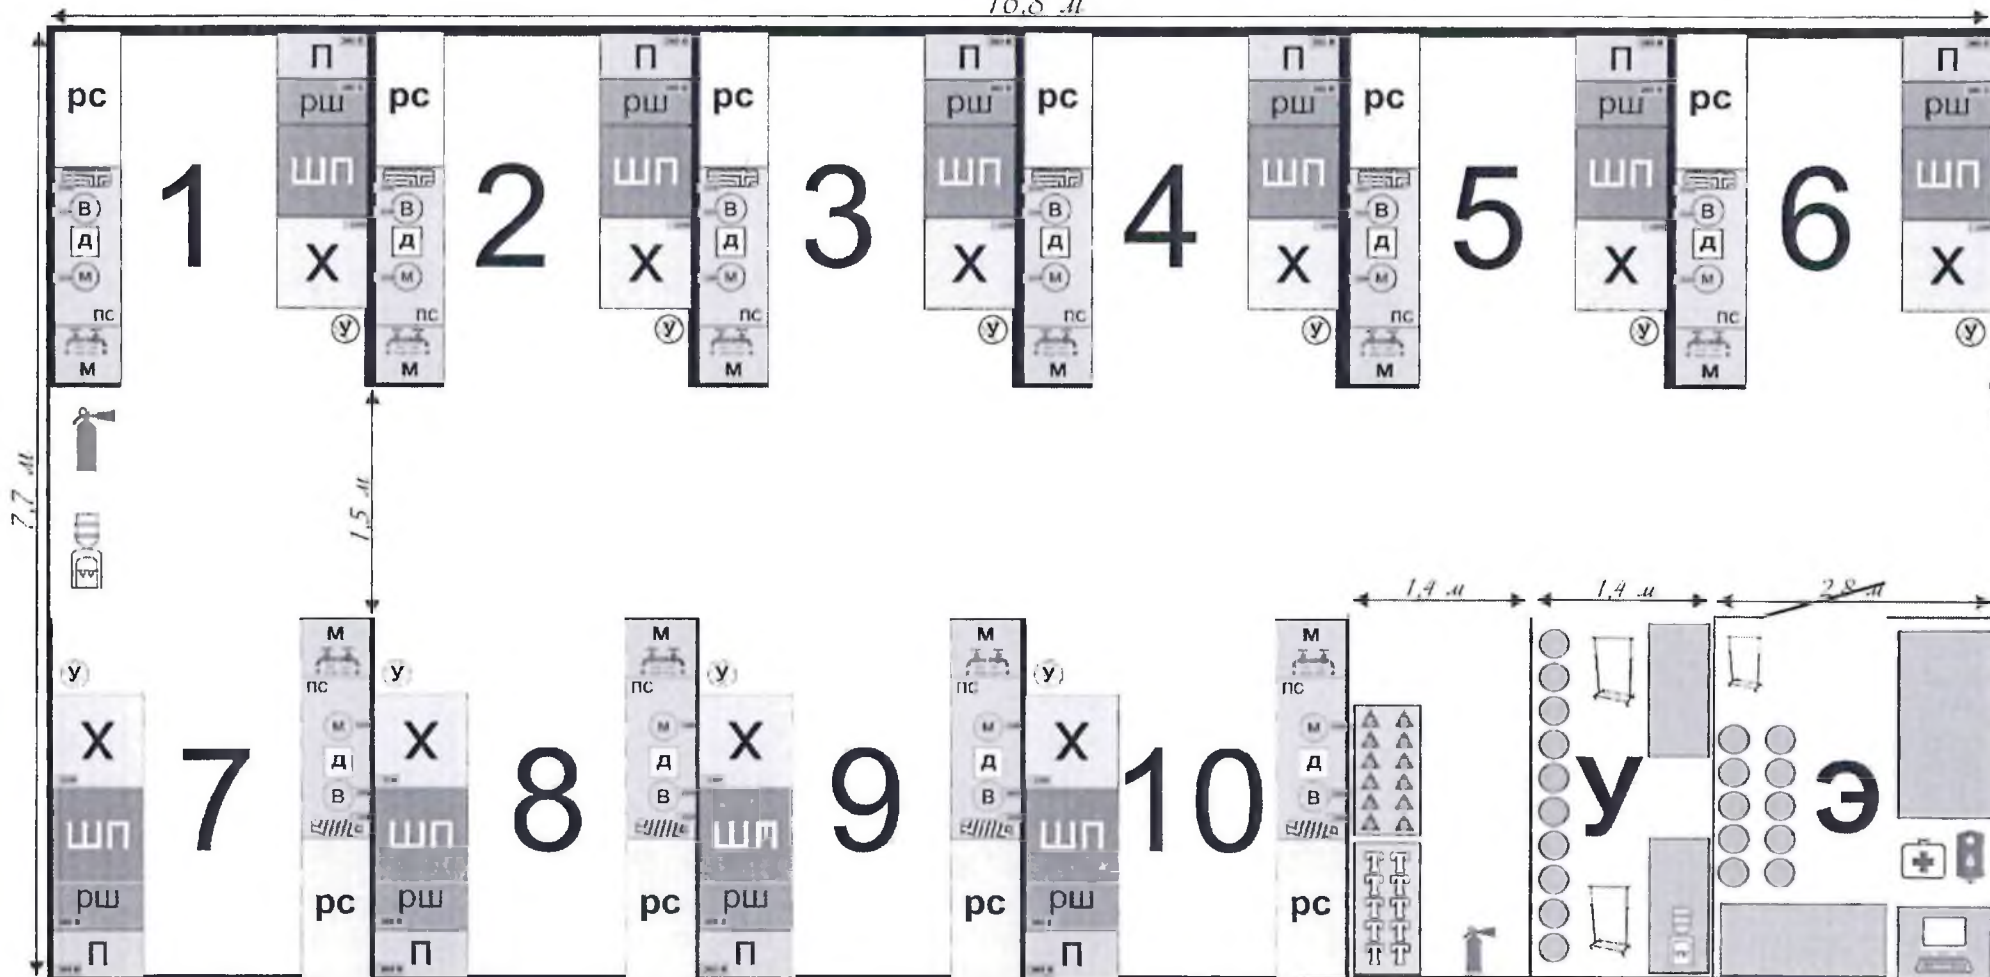 16,8 м
П П П П П П
рс рш рс рш рс рш рс рш рс рш рс рш
1 шп 2 шп 3 шп 4 шп 5 шп 6 шп
В В В В В В
Д Х Д Х Д Х Д Х Д Х Д Х
М М М М М М
пс У пс У пс У пс У пс У пс У
м м м м м м
7,7 м
1,5 м
1,4 м 1,4 м 2,8 м
м м м м
У У У У
пс пс пс пс
Х М Х М Х М Х М
7 Д 8 Д 9 Д 10 Д У Э
шп В шп В шп В шп В
рш рс рш рс рш рс рш рс
П П П П